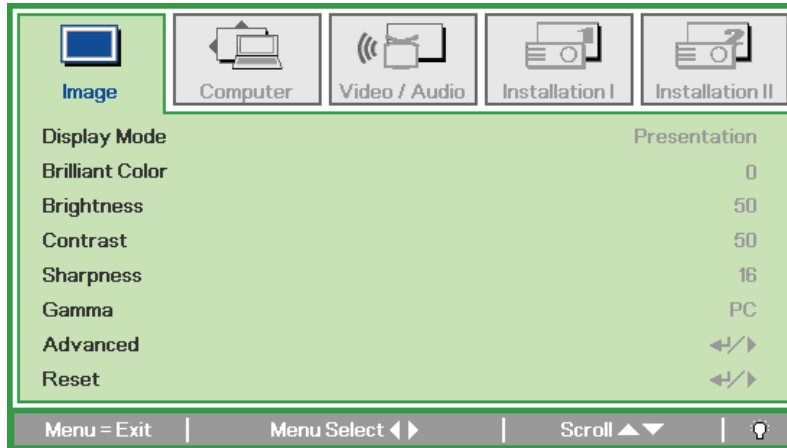 Image Computer Video / Audio Installation I Installation II
Display Mode Presentation
Brilliant Color 0
Brightness 50
Contrast 50
Sharpness 16
Gamma PC
Advanced
Reset
Menu = Exit Menu Select Scroll